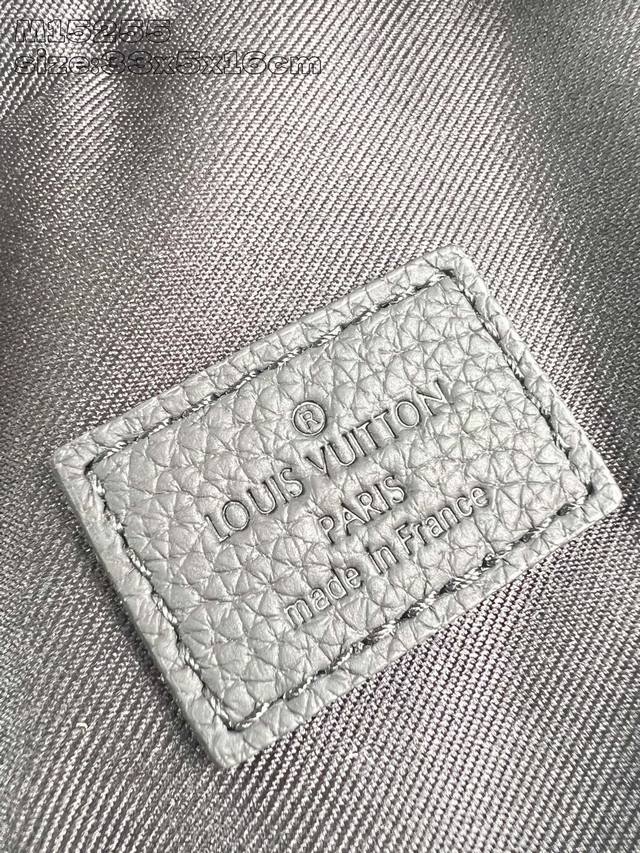 M15255
size:33x5x16cm
®
LOUIS VUITTON
PARIS
made in France